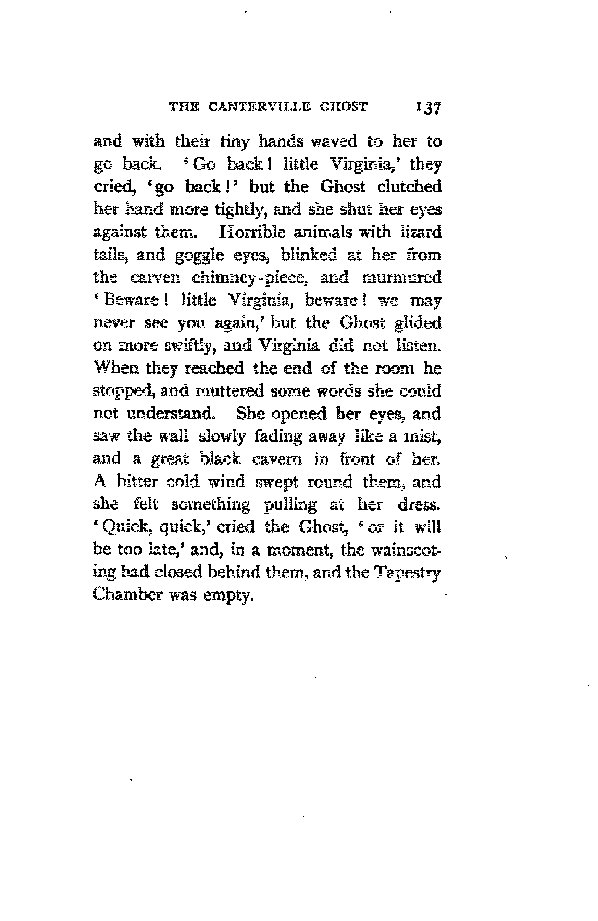 THE CANTERVILLE GHOST 137
and with their tiny hands waved to her to
go back. ‘Go back! little Virginia,’ they
cried, ‘go back!’ but the Ghost clutched
her hand more tightly, and she shut her eyes
against them. Horrible animals with lizard
tails, and goggle eyes, blinked at her from
the carven chimney-piece, and murmured
‘Beware! little Virginia, beware! we may
never see you again,’ but the Ghost glided
on more swiftly, and Virginia did not listen.
When they reached the end of the room he
stopped, and muttered some words she could
not understand. She opened her eyes, and
saw the wall slowly fading away like a mist,
and a great black cavern in front of her.
A bitter cold wind swept round them, and
she felt something pulling at her dress.
‘Quick, quick,’ cried the Ghost, ‘or it will
be too late,’ and, in a moment, the wainscot-
ing had closed behind them, and the Tapestry
Chamber was empty.